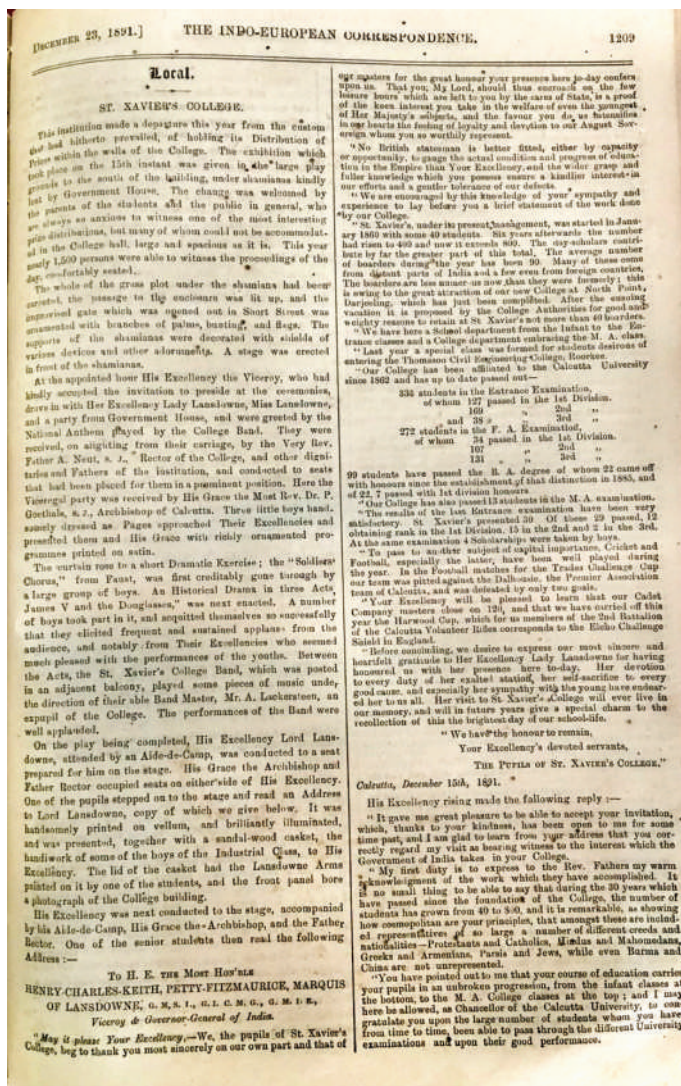 DECEMBER 23, 1891.]
THE INDO-EUROPEAN CORRESPONDENCE.
1209
Local.
ST. XAVIER'S COLLEGE.
This institution made a departure this year from the custom
that had hitherto prevailed, of holding its Distribution of
Prizes within the walls of the College. The exhibition which
took place on the 15th instant was given in the large play
grounds to the south of the building, under shamianas kindly
lent by Government House. The change was welcomed by
the parents of the students and the public in general, who
are always so anxious to witness one of the most interesting
prize distributions, but many of whom could not be accommodat-
ed in the College hall, large and spacious as it is. This year
nearly 1,500 persons were able to witness the proceedings of the
day, comfortably seated.
The whole of the grass plot under the shamianas had been
carpeted, the passage to the enclosure was lit up, and the
improvised gate which was opened out in Short Street was
ornamented with branches of palms, bunting, and flags. The
supports of the shamianas were decorated with shields of
various devices and other adornments. A stage was erected
in front of the shamianas.
At the appointed hour His Excellency the Viceroy, who had
kindly accepted the invitation to preside at the ceremonies,
drove in with Her Excellency Lady Lansdowne, Miss Lansdowne,
and a party from Government House, and were greeted by the
National Anthem played by the College Band. They were
received, on alighting from their carriage, by the Very Rev.
Father A. Neut, S. J., Rector of the College, and other digni-
taries and Fathers of the institution, and conducted to seats
that had been placed for them in a prominent position. Here the
Viceregal party was received by His Grace the Most Rev. Dr. P.
Goethals, S. J., Archbishop of Calcutta. Three little boys hand-
somely dressed as Pages approached Their Excellencies and
presented them and His Grace with richly ornamented pro-
grammes printed on satin.
The curtain rose to a short Dramatic Exercise; the "Soldiers'
Chorus," from Faust, was first creditably gone through by
a large group of boys. An Historical Drama in three Acts,
James V and the Douglasses," was next enacted. A number
of boys took part in it, and acquitted themselves so successfully
that they elicited frequent and sustained applause from the
audience, and notably from Their Excellencies who seemed
much pleased with the performances of the youths. Between
the Acts, the St. Xavier's College Band, which was posted
in an adjacent balcony, played some pieces of music under
the direction of their able Band Master, Mr. A. Lackersteen, an
expupil of the College. The performances of the Band were
well applauded.
On the play being completed, His Excellency Lord Lans-
downe, attended by an Aide-de-Camp, was conducted to a seat
prepared for him on the stage. His Grace the Archbishop and
Father Rector occupied seats on either side of His Excellency.
One of the pupils stepped on to the stage and read an Address
to Lord Lansdowne, copy of which we give below. It was
handsomely printed on vellum, and brilliantly illuminated,
and was presented, together with a sandal-wood casket, the
handiwork of some of the boys of the Industrial Class, to His
Excellency. The lid of the casket had the Lansdowne Arms
painted on it by one of the students, and the front panel bore
a photograph of the College building.
His Excellency was next conducted to the stage, accompanied
by his Aide-de-Camp, His Grace the Archbishop, and the Father
Rector. One of the senior students then read the following
Address :—
TO H. E. THE MOST HON'BLE
HENRY-CHARLES-KEITH, PETTY-FITZMAURICE, MARQUIS
OF LANSDOWNE, G. M. S. I., G. I. C. M. G., G. M. I. E.,
Viceroy & Governor-General of India.
"May it please Your Excellency,—We, the pupils of St. Xavier's
College, beg to thank you most sincerely on our own part and that of
our masters for the great honour your presence here to-day confers
upon us. That you, My Lord, should thus encroach on the few
leisure hours which are left to you by the cares of State, is a proof
of the keen interest you take in the welfare of even the youngest
of Her Majesty's subjects, and the favour you do us intensifies
in our hearts the feeling of loyalty and devotion to our August Sov-
ereign whom you so worthily represent.
"No British statesman is better fitted, either by capacity
or opportunity, to gauge the actual condition and progress of educa-
tion in the Empire than Your Excellency, and the wider grasp and
fuller knowledge which you possess ensure a kindlier interest in
our efforts and a gentler tolerance of our defects.
"We are encouraged by this knowledge of your sympathy and
experience to lay before you a brief statement of the work done
by our College.
"St. Xavier's, under its present management, was started in Janu-
ary 1860 with some 40 students. Six years afterwards the number
had risen to 400 and now it exceeds 800. The day-scholars contri-
bute by far the greater part of this total. The average number
of boarders during the year has been 90. Many of these come
from distant parts of India and a few even from foreign countries.
The boarders are less numerous now than they were formerly; this
is owing to the great attraction of our new College at North Point,
Darjeeling, which has just been completed. After the ensuing
vacation it is proposed by the College Authorities for good and
weighty reasons to retain at St Xavier's not more than 40 boarders.
"We have here a School department from the Infant to the En-
trance classes and a College department embracing the M. A. class.
"Last year a special class was formed for students desirous of
entering the Thomason Civil Engineering College, Roorkee.
"Our College has been affiliated to the Calcutta University
since 1862 and has up to date passed out—
336 students in the Entrance Examination,
of whom 127 passed in the 1st Division.
169 " 2nd "
and 38 " 3rd "
272 students in the F. A. Examination,
of whom 34 passed in the 1st Division.
107 " 2nd "
131 " 3rd "
99 students have passed the B. A. degree of whom 22 came off
with honours since the establishment of that distinction in 1885, and
of 22, 7 passed with 1st division honours
"Our College has also passed 13 students in the M. A. examination.
"The results of the last Entrance examination have been very
satisfactory. St Xavier's presented 30 Of these 29 passed, 12
obtaining rank in the 1st Division, 15 in the 2nd and 2 in the 3rd.
At the same examination 4 Scholarships were taken by boys.
"To pass to another subject of capital importance, Cricket and
Football, especially the latter, have been well played during
the year. In the Football matches for the Trades Challenge Cup
our team was pitted against the Dalhousie, the Premier Association
team of Calcutta, and was defeated by only two goals.
"Your Excellency will be pleased to learn that our Cadet
Company musters close on 120, and that we have carried off this
year the Harwood Cup, which for us members of the 2nd Battalion
of the Calcutta Volunteer Rifles corresponds to the Elcho Challenge
Shield in England.
"Before concluding, we desire to express our most sincere and
heartfelt gratitude to Her Excellency Lady Lansdowne for having
honoured us with her presence here to-day. Her devotion
to every duty of her exalted station, her self-sacrifice to every
good cause, and especially her sympathy with the young have endear-
ed her to us all. Her visit to St Xavier's College will ever live in
our memory, and will in future years give a special charm to the
recollection of this the brightest day of our school-life.
"We have the honour to remain,
Your Excellency's devoted servants,
THE PUPILS OF ST. XAVIER'S COLLEGE."
Calcutta, December 15th, 1891.
His Excellency rising made the following reply :—
"It gave me great pleasure to be able to accept your invitation,
which, thanks to your kindness, has been open to me for some
time past, and I am glad to learn from your address that you cor-
rectly regard my visit as bearing witness to the interest which the
Government of India takes in your College.
"My first duty is to express to the Rev. Fathers my warm
acknowledgment of the work which they have accomplished. It
is no small thing to be able to say that during the 30 years which
have passed since the foundation of the College, the number of
students has grown from 40 to 800, and it is remarkable, as showing
how cosmopolitan are your principles, that amongst these are includ-
ed representatives of so large a number of different creeds and
nationalities—Protestants and Catholics, Hindus and Mahomedans,
Greeks and Armenians, Parsis and Jews, while even Burma and
China are not unrepresented.
"You have pointed out to me that your course of education carries
your pupils in an unbroken progression, from the infant classes at
the bottom, to the M. A. College classes at the top; and I may
here be allowed, as Chancellor of the Calcutta University, to con-
gratulate you upon the large number of students whom you have
from time to time, been able to pass through the different University
examinations and upon their good performance.